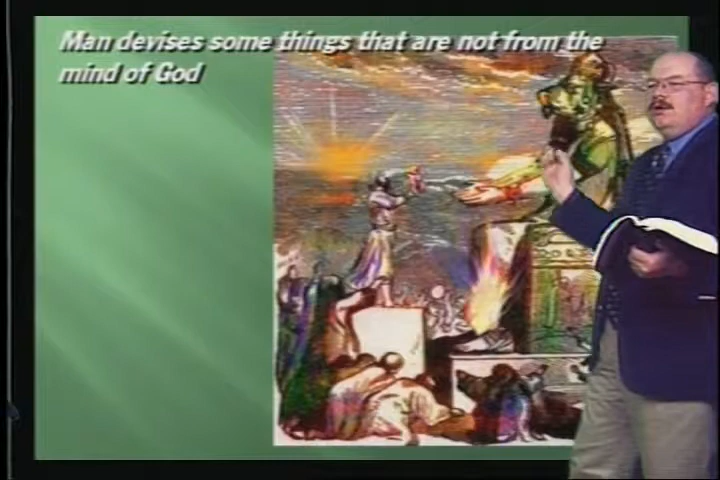 Man devises some things that are not from the
mind of God